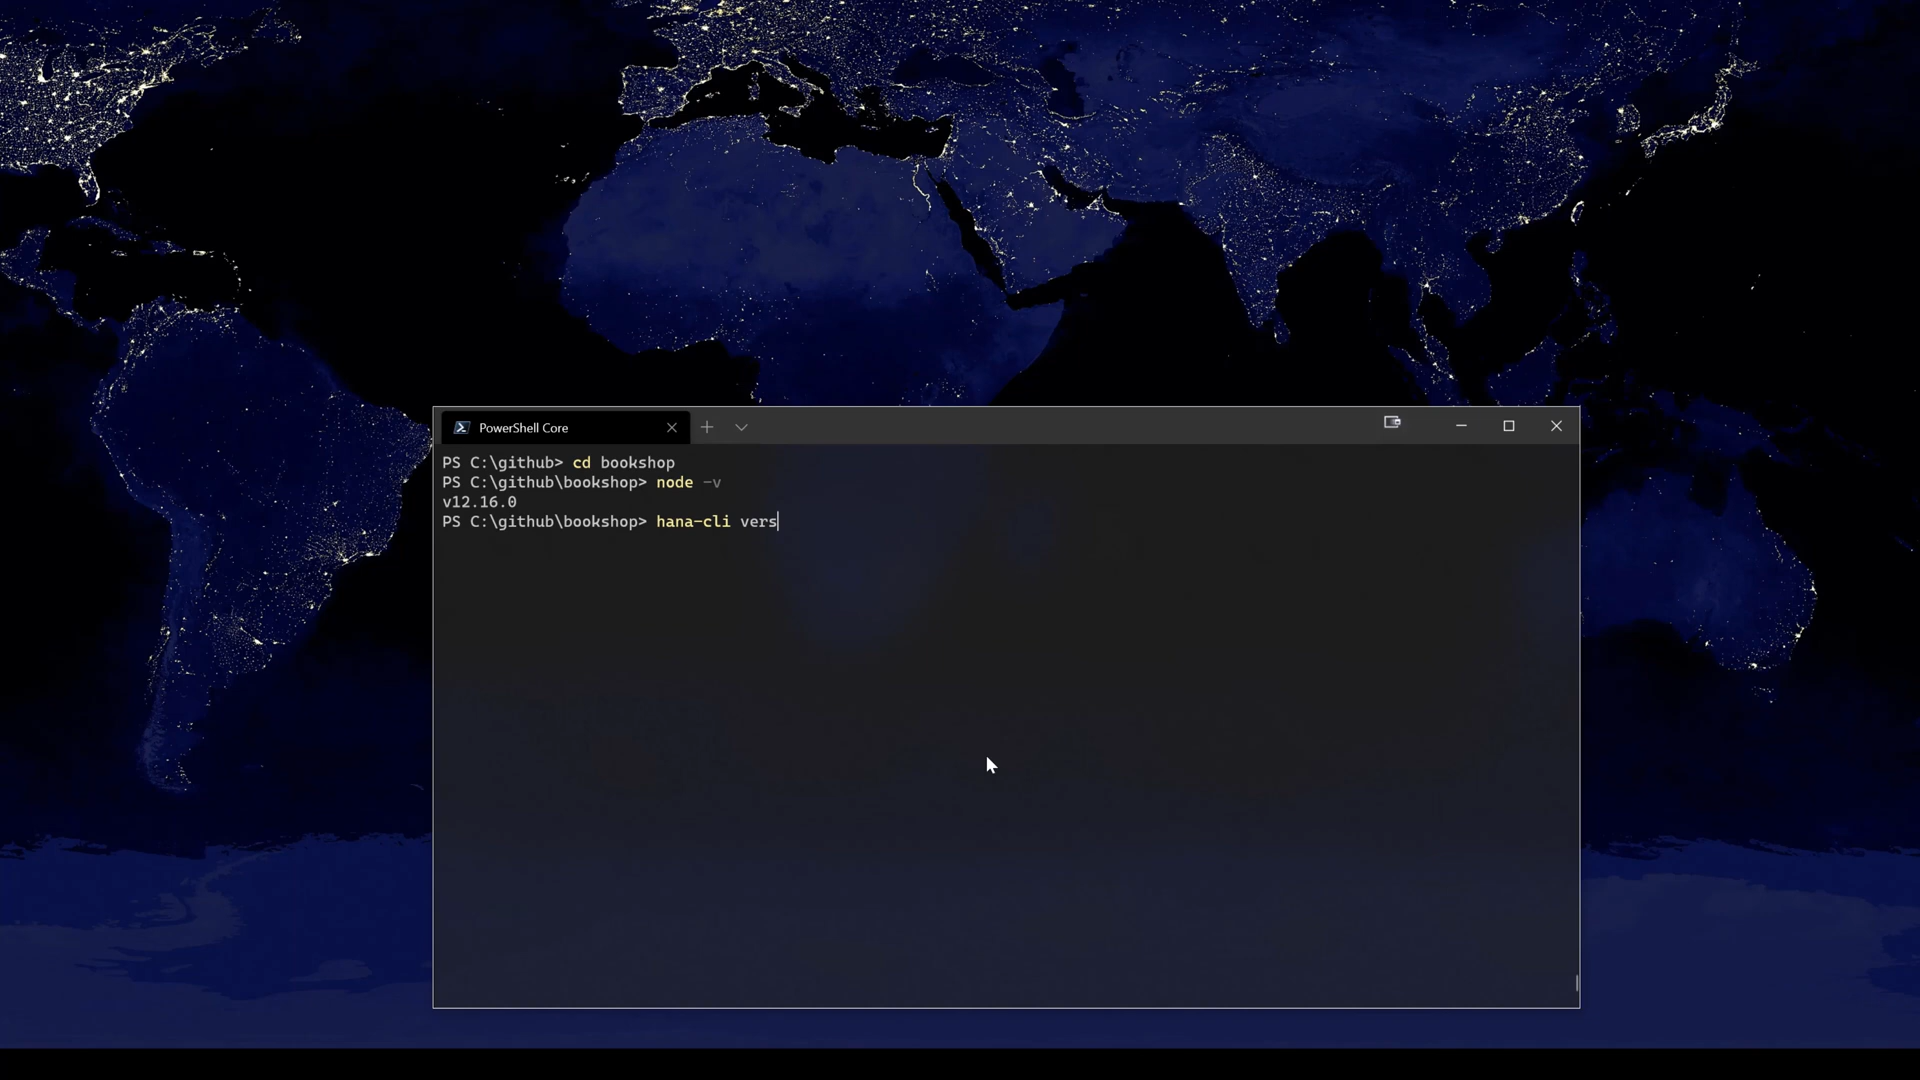 PowerShell Core
PS C:\github> cd bookshop
PS C:\github\bookshop> node -v
v12.16.0
PS C:\github\bookshop> hana-cli vers